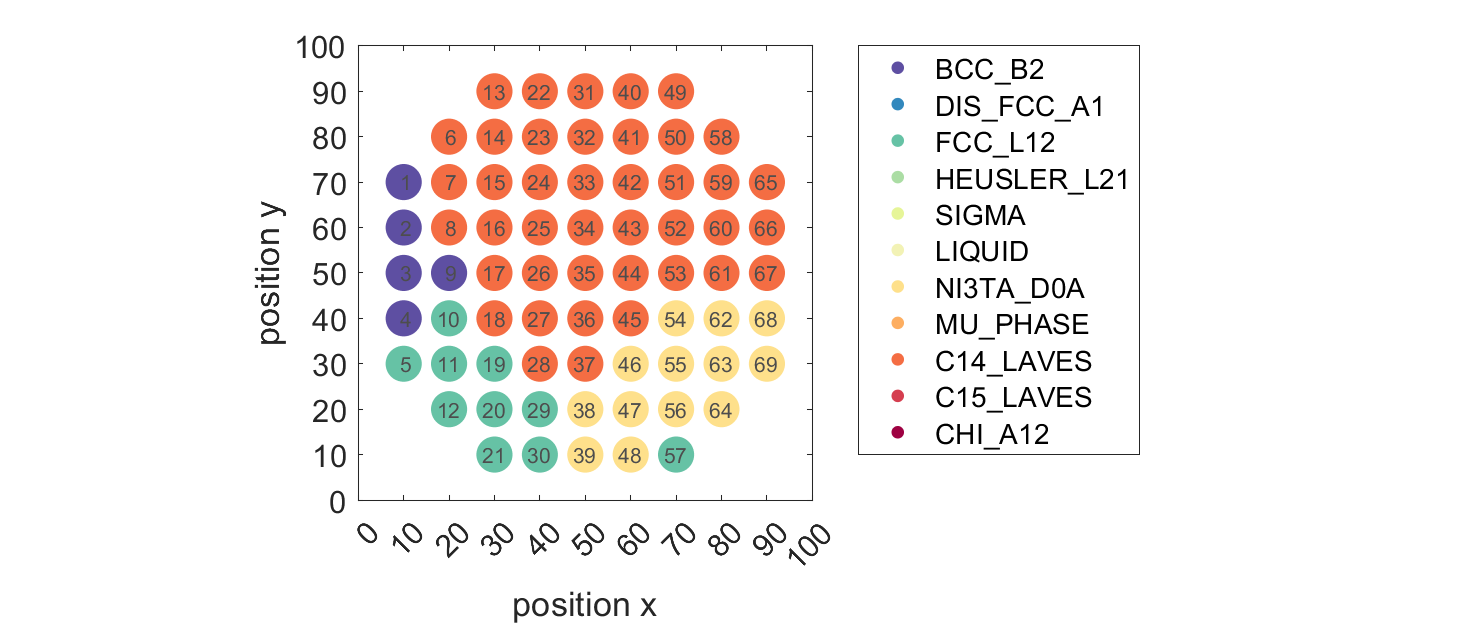 100
90
13 22 31 40 49
80
6 14 23 32 41 50 58
70
1 7 15 24 33 42 51 59 65
60
2 8 16 25 34 43 52 60 66
50
3 9 17 26 35 44 53 61 67
40
4 10 18 27 36 45 54 62 68
30
5 11 19 28 37 46 55 63 69
20
12 20 29 38 47 56 64
10
21 30 39 48 57
0
position y
0 10 20 30 40 50 60 70 80 90 100
position x
BCC_B2
DIS_FCC_A1
FCC_L12
HEUSLER_L21
SIGMA
LIQUID
NI3TA_D0A
MU_PHASE
C14_LAVES
C15_LAVES
CHI_A12